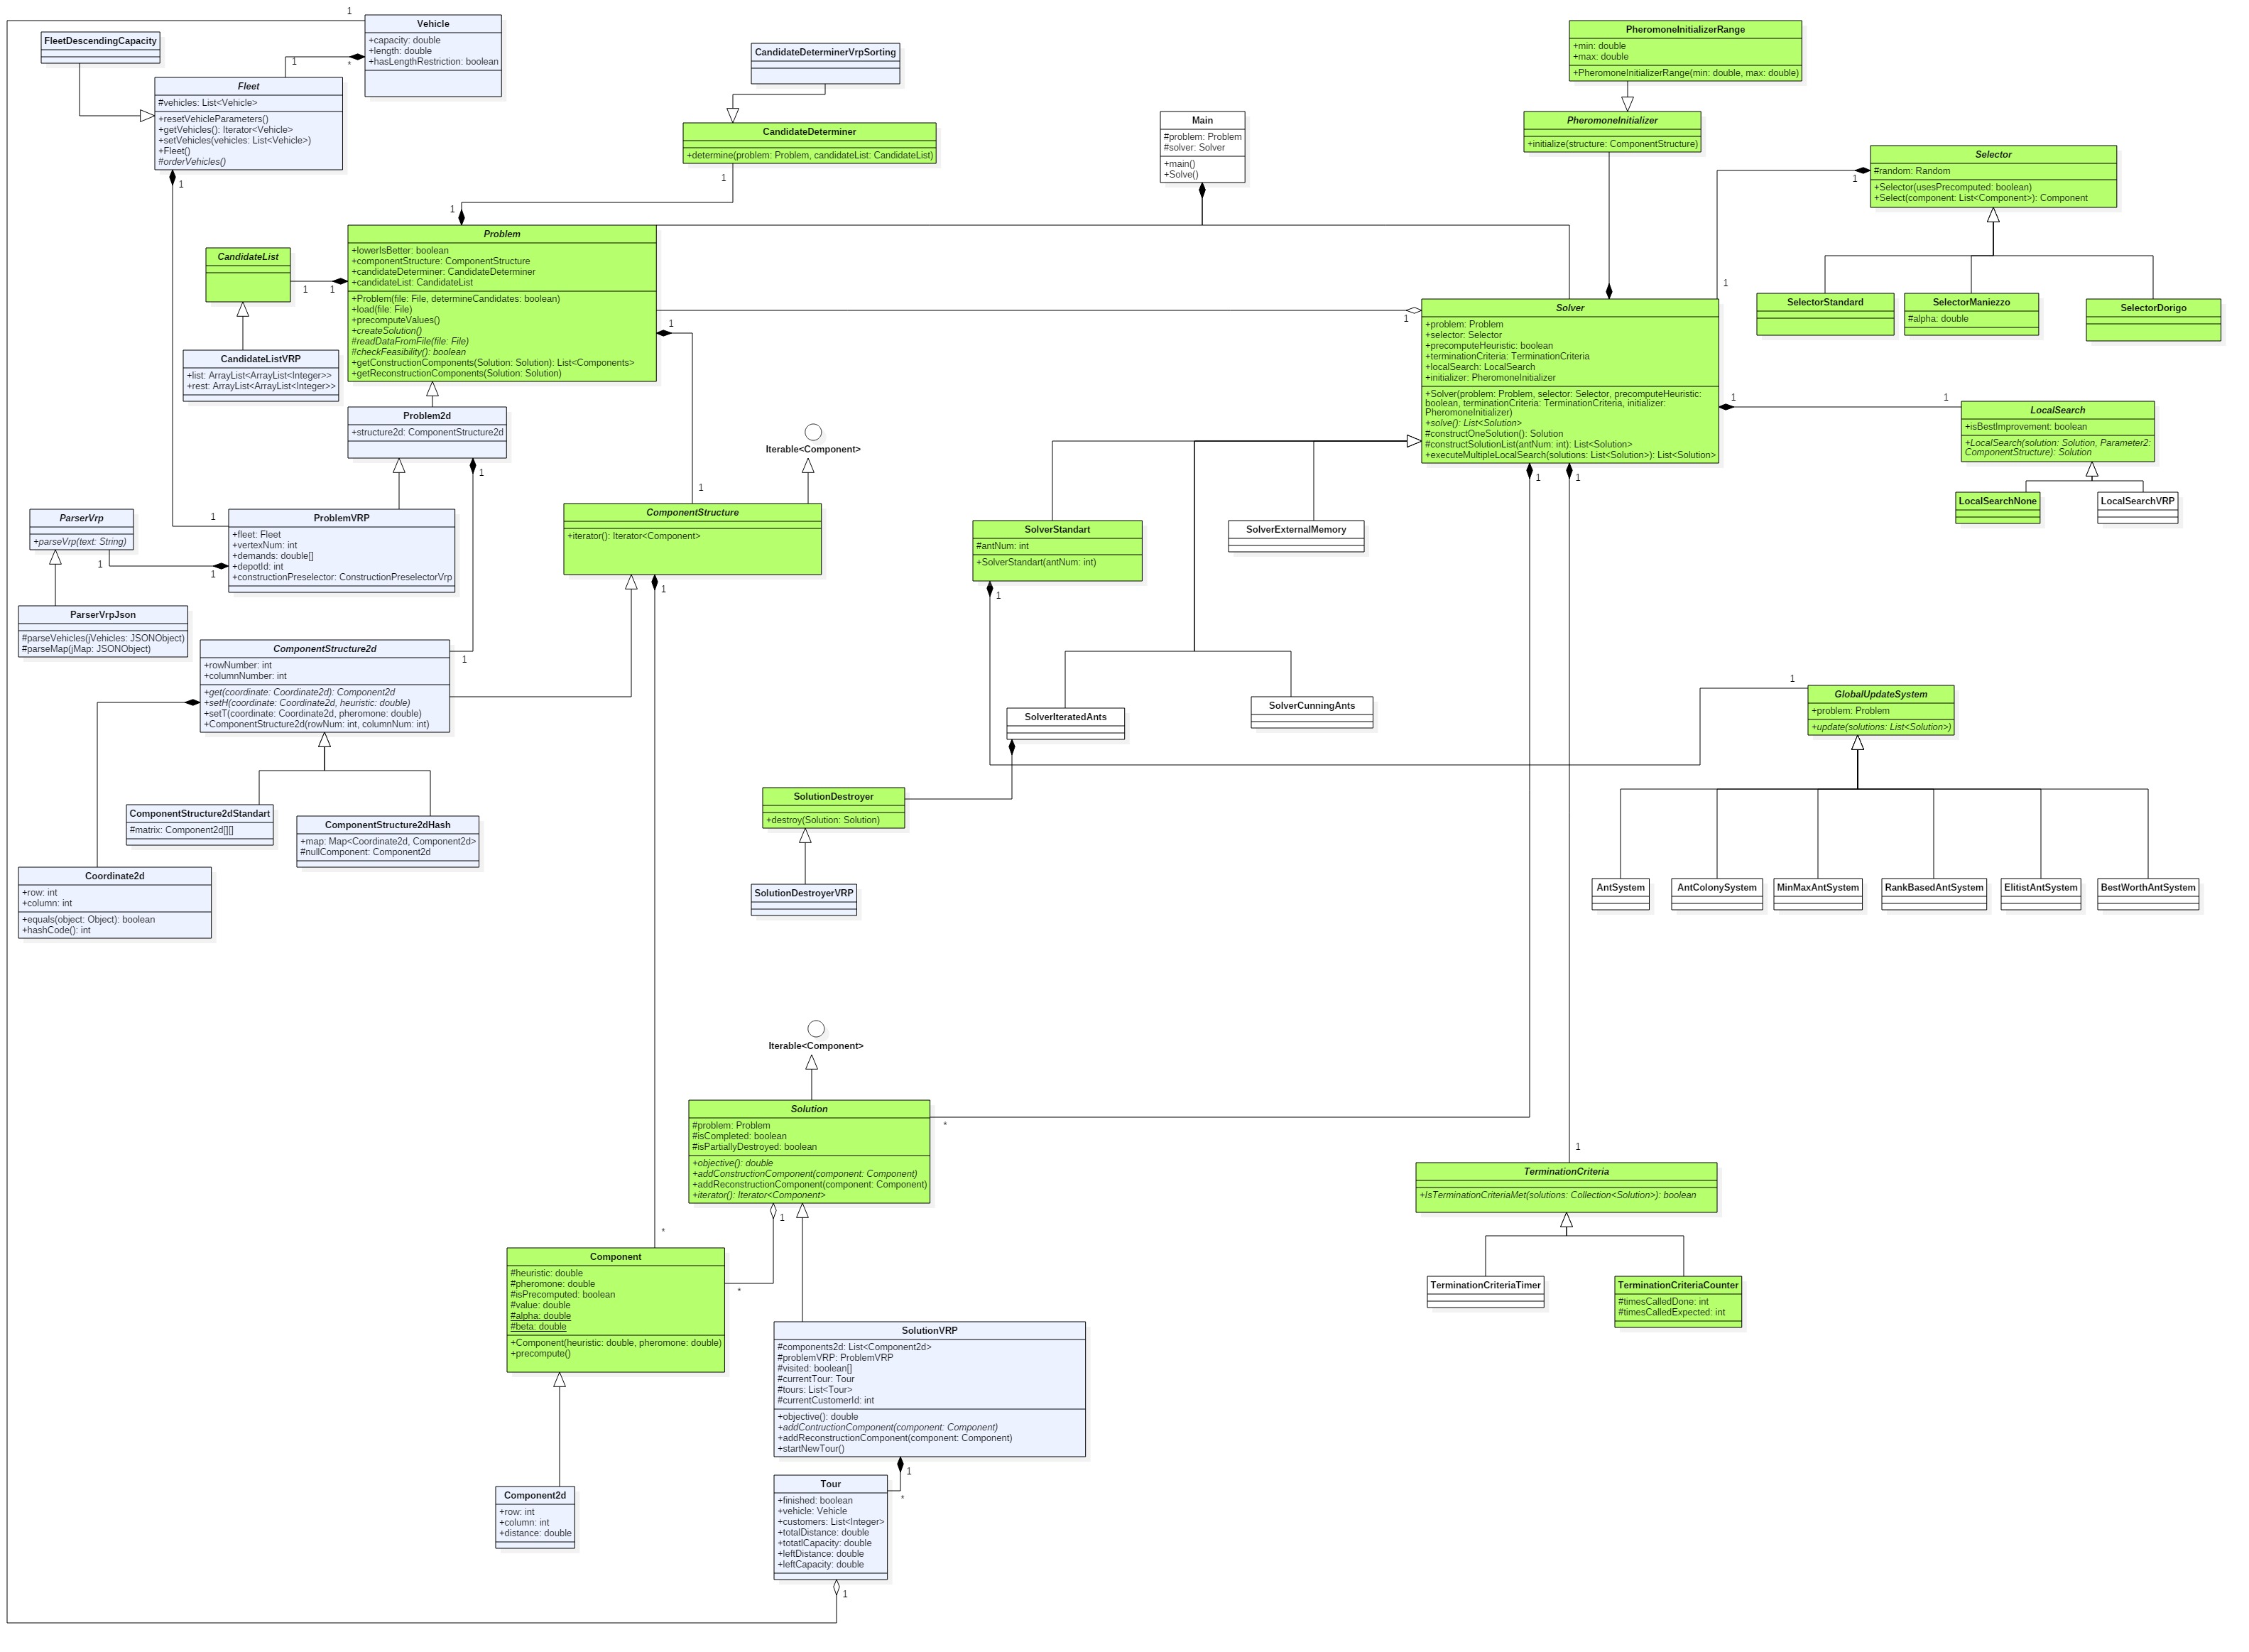 1
Vehicle
+capacity: double
+length: double
+hasLengthRestriction: boolean
1
*
FleetDescendingCapacity
Fleet
#vehicles: List<Vehicle>
+resetVehicleParameters()
+getVehicles(): Iterator<Vehicle>
+setVehicles(vehicles: List<Vehicle>)
+Fleet()
#orderVehicles()
1
CandidateDeterminerVrpSorting
CandidateDeterminer
+determine(problem: Problem, candidateList: CandidateList)
1
1
Main
#problem: Problem
#solver: Solver
+main()
+Solve()
PheromoneInitializerRange
+min: double
+max: double
+PheromoneInitializerRange(min: double, max: double)
PheromoneInitializer
+initialize(structure: ComponentStructure)
Selector
#random: Random
+Selector(usesPrecomputed: boolean)
+Select(component: List<Component>): Component
1
1
SelectorStandard
SelectorManiezzo
#alpha: double
SelectorDorigo
CandidateList
1
1
Problem
+lowerIsBetter: boolean
+componentStructure: ComponentStructure
+candidateDeterminer: CandidateDeterminer
+candidateList: CandidateList
+Problem(file: File, determineCandidates: boolean)
+load(file: File)
+precomputeValues()
+createSolution()
#readDataFromFile(file: File)
#checkFeasibility(): boolean
+getConstructionComponents(Solution: Solution): List<Components>
+getReconstructionComponents(Solution: Solution)
1
1
Solver
+problem: Problem
+selector: Selector
+precomputeHeuristic: boolean
+terminationCriteria: TerminationCriteria
+localSearch: LocalSearch
+initializer: PheromoneInitializer
+Solver(problem: Problem, selector: Selector, precomputeHeuristic:
boolean, terminationCriteria: TerminationCriteria, initializer:
PheromoneInitializer)
+solve(): List<Solution>
#constructOneSolution(): Solution
#constructSolutionList(antNum: int): List<Solution>
+executeMultipleLocalSearch(solutions: List<Solution>): List<Solution>
1
1
1
1
LocalSearch
+isBestImprovement: boolean
+LocalSearch(solution: Solution, Parameter2:
ComponentStructure): Solution
LocalSearchNone
LocalSearchVRP
CandidateListVRP
+list: ArrayList<ArrayList<Integer>>
+rest: ArrayList<ArrayList<Integer>>
Problem2d
+structure2d: ComponentStructure2d
1
Iterable<Component>
1
ComponentStructure
+iterator(): Iterator<Component>
1
ParserVrp
+parseVrp(text: String)
1
1
1
ProblemVRP
+fleet: Fleet
+vertexNum: int
+demands: double[]
+depotId: int
+constructionPreselector: ConstructionPreselectorVrp
SolverStandart
#antNum: int
+SolverStandart(antNum: int)
1
SolverExternalMemory
ParserVrpJson
#parseVehicles(jVehicles: JSONObject)
#parseMap(jMap: JSONObject)
ComponentStructure2d
+rowNumber: int
+columnNumber: int
+get(coordinate: Coordinate2d): Component2d
+setH(coordinate: Coordinate2d, heuristic: double)
+setT(coordinate: Coordinate2d, pheromone: double)
+ComponentStructure2d(rowNum: int, columnNum: int)
1
SolverIteratedAnts
SolverCunningAnts
1
GlobalUpdateSystem
+problem: Problem
+update(solutions: List<Solution>)
ComponentStructure2dStandart
#matrix: Component2d[][]
ComponentStructure2dHash
+map: Map<Coordinate2d, Component2d>
#nullComponent: Component2d
SolutionDestroyer
+destroy(Solution: Solution)
SolutionDestroyerVRP
Coordinate2d
+row: int
+column: int
+equals(object: Object): boolean
+hashCode(): int
AntSystem
AntColonySystem
MinMaxAntSystem
RankBasedAntSystem
ElitistAntSystem
BestWorthAntSystem
Iterable<Component>
Solution
#problem: Problem
#isCompleted: boolean
#isPartiallyDestroyed: boolean
+objective(): double
+addConstructionComponent(component: Component)
+addReconstructionComponent(component: Component)
+iterator(): Iterator<Component>
*
1
1
TerminationCriteria
+IsTerminationCriteriaMet(solutions: Collection<Solution>): boolean
TerminationCriteriaTimer
TerminationCriteriaCounter
#timesCalledDone: int
#timesCalledExpected: int
*
Component
#heuristic: double
#pheromone: double
#isPrecomputed: boolean
#value: double
#alpha: double
#beta: double
+Component(heuristic: double, pheromone: double)
+precompute()
*
SolutionVRP
#components2d: List<Component2d>
#problemVRP: ProblemVRP
#visited: boolean[]
#currentTour: Tour
#tours: List<Tour>
#currentCustomerId: int
+objective(): double
+addContructionComponent(component: Component)
+addReconstructionComponent(component: Component)
+startNewTour()
1
*
Component2d
+row: int
+column: int
+distance: double
Tour
+finished: boolean
+vehicle: Vehicle
+customers: List<Integer>
+totalDistance: double
+totatlCapacity: double
+leftDistance: double
+leftCapacity: double
1